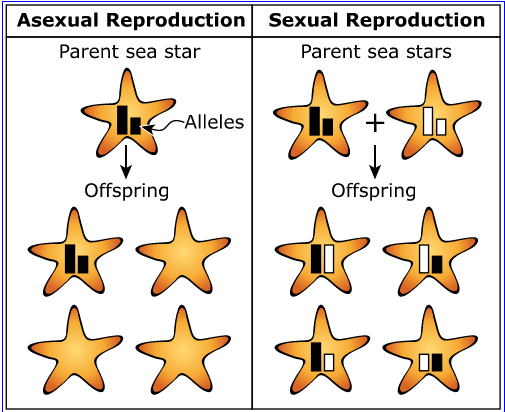 Asexual Reproduction
Parent sea star
Alleles
Offspring
Sexual Reproduction
Parent sea stars
+
Offspring